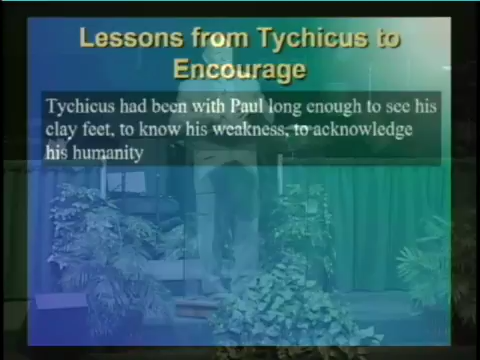 Lessons from Tychicus to
Encourage
Tychicus had been with Paul long enough to see his
clay feet, to know his weakness, to acknowledge
his humanity